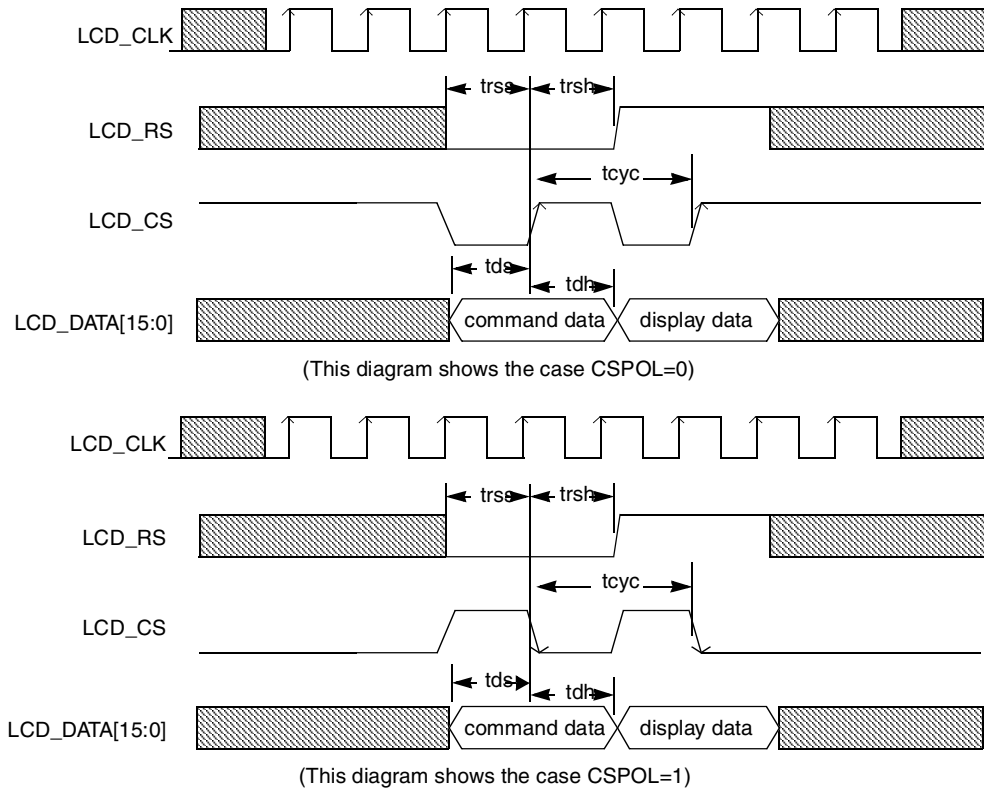 LCD_CLK
trss trsh
LCD_RS
tcyc
LCD_CS
tds
tdh
LCD_DATA[15:0] command data display data
(This diagram shows the case CSPOL=0)
LCD_CLK
trss trsh
LCD_RS
tcyc
LCD_CS
tds
tdh
LCD_DATA[15:0] command data display data
(This diagram shows the case CSPOL=1)